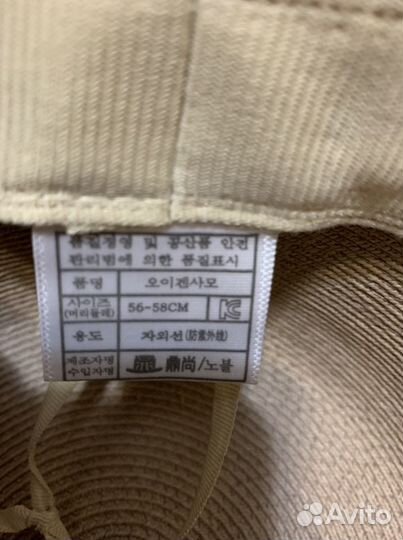 품질경영 및 공산품 안전
관리법에 의한 품질표시
품명 오이겐사모
사이즈 (머리둘레) 56-58CM
용도 자외선(防紫外线)
제조자명 수입자명 鼎尚/노블
Avito